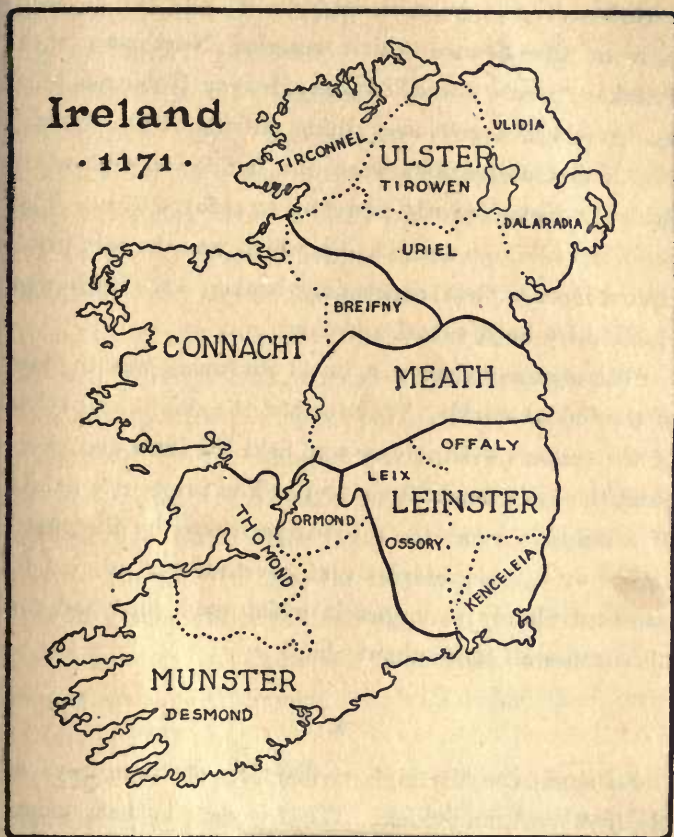 Ireland
· 1171 ·
TIRCONNEL
ULIDIA
ULSTER
TIROWEN
DALARADIA
URIEL
BREIFNY
CONNACHT
MEATH
OFFALY
LEIX
LEINSTER
THOMOND
ORMOND
OSSORY
KENCELEIA
MUNSTER
DESMOND